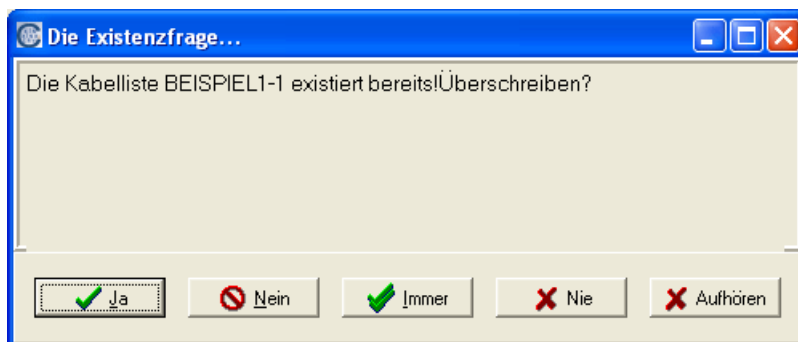 Die Existenzfrage...
Die Kabelliste BEISPIEL1-1 existiert bereits!Überschreiben?
Ja Nein Immer Nie Aufhören